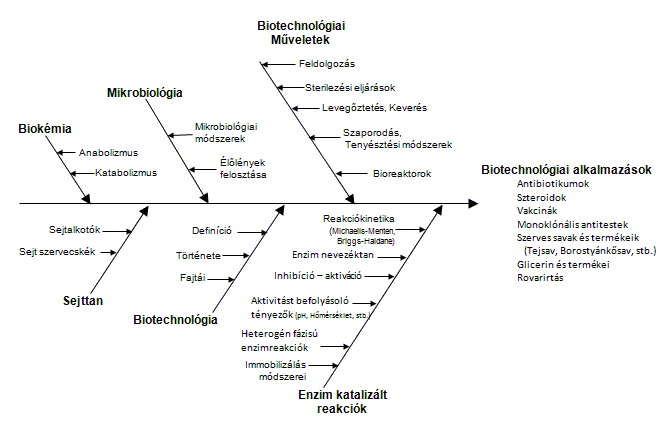 Biotechnológiai
Műveletek
Feldolgozás
Sterilezési eljárások
Levegőztetés, Keverés
Szaporodás,
Tenyésztési módszerek
Bioreaktorok
Mikrobiológia
Mikrobiológiai
módszerek
Élőlények
felosztása
Biokémia
Anabolizmus
Katabolizmus
Biotechnológiai alkalmazások
Antibiotikumok
Szteroidok
Vakcinák
Monoklónális antitestek
Szerves savak és termékeik
(Tejsav, Borostyánkősav, stb.)
Glicerin és termékei
Rovarirtás
Sejtalkotók
Sejt szervecskék
Sejttan
Definíció
Története
Fajtái
Biotechnológia
Reakciókinetika
(Michaelis-Menten,
Briggs-Haldane)
Enzim nevezéktan
Inhibíció – aktiváció
Aktivitást befolyásoló
tényezők (pH, Hőmérséklet, stb.)
Heterogén fázisú
enzimreakciók
Immobilizálás
módszerei
Enzim katalizált
reakciók